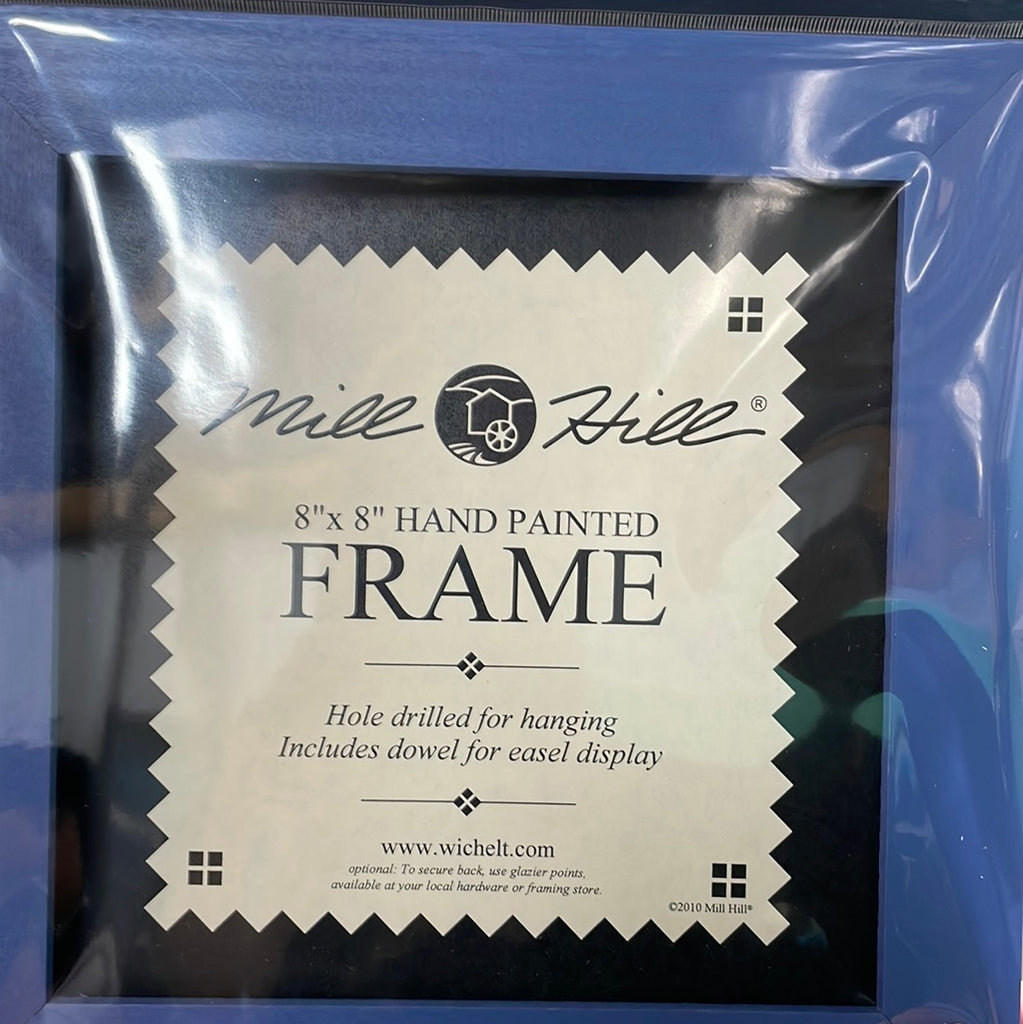 Mill Hill®
8"x 8" HAND PAINTED
FRAME
Hole drilled for hanging
Includes dowel for easel display
www.wichelt.com
optional: To secure back, use glazier points,
available at your local hardware or framing store.
©2010 Mill Hill®